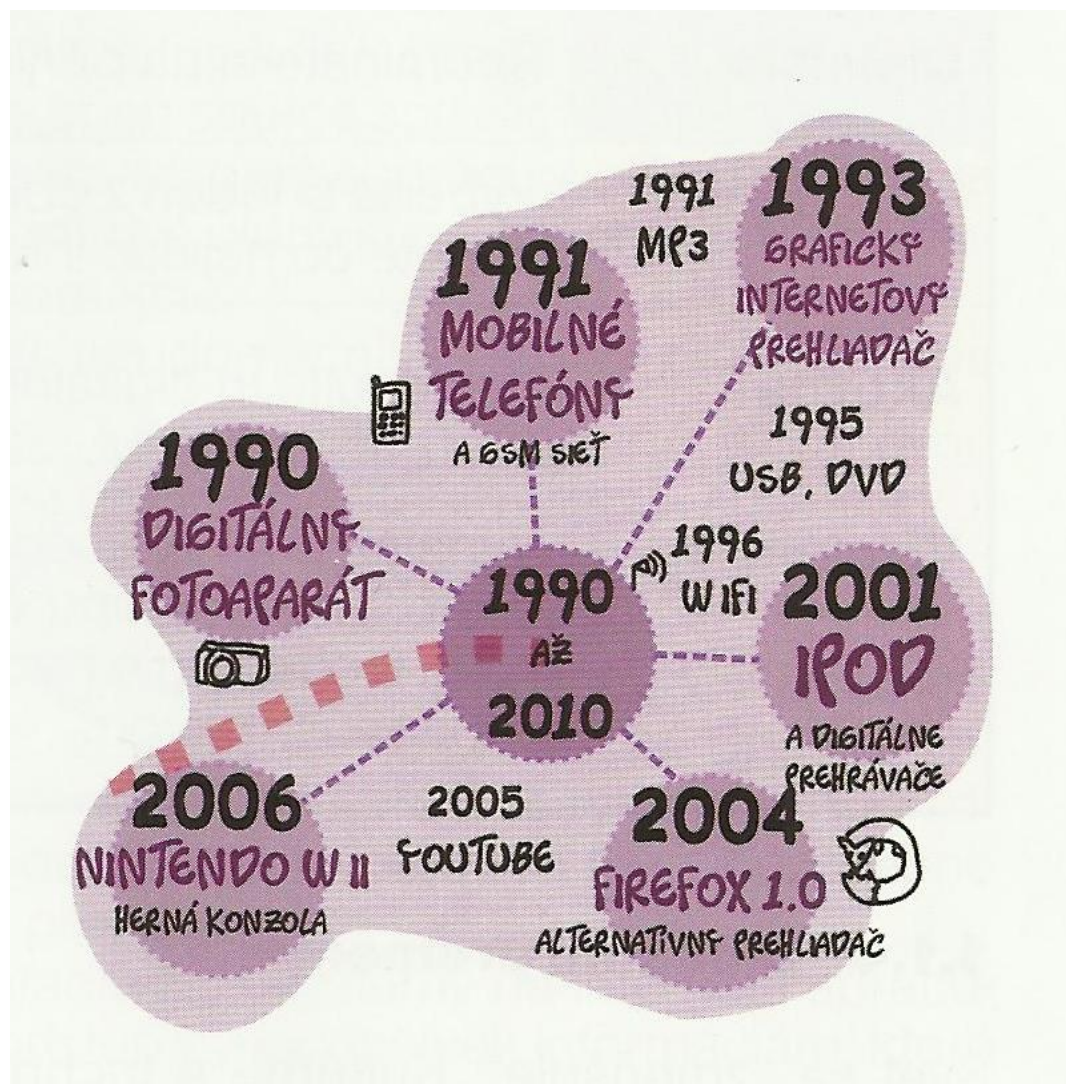 1991
MP3
1993
GRAFICKÝ
INTERNETOVÝ
PREHLIADAČ
1991
MOBILNÉ
TELEFÓNY
A GSM SIEŤ
1995
USB, DVD
1990
DIGITÁLNY
FOTOAPARÁT
1996
WIFI
1990
AŽ
2010
2001
IPOD
A DIGITÁLNE
PREHRÁVAČE
2006
NINTENDO WII
HERNÁ KONZOLA
2005
YOUTUBE
2004
FIREFOX 1.0
ALTERNATÍVNY PREHLIADAČ